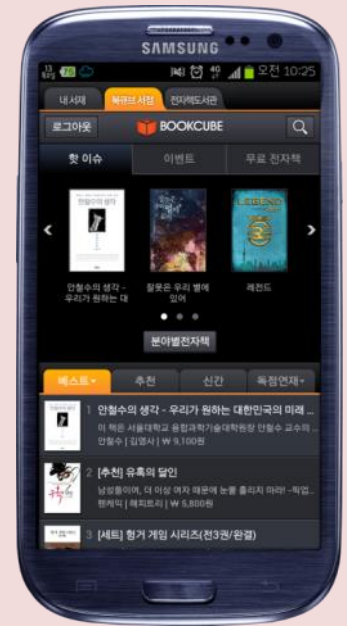 SAMSUNG
오전 10:25
내 서재 북큐브 서점 전자책도서관
로그아웃 BOOKCUBE
핫 이슈 이벤트 무료 전자책
LEGEND
안철수의 생각 -
우리가 원하는 대
잘못은 우리 별에
있어
레전드
분야별전자책
베스트 추천 신간 독점연재
1 안철수의 생각 - 우리가 원하는 대한민국의 미래 ...
이 책은 서울대학교 융합과학기술대학원장 안철수 교수의 ..
안철수 | 김영사 | ₩ 9,100원
2 [추천] 유혹의 달인
남성들이여, 더 이상 여자 때문에 눈물 흘리지 마라! -픽업..
팬케익 | 해피트리 | ₩ 5,800원
3 [세트] 헝거 게임 시리즈(전3권/완결)